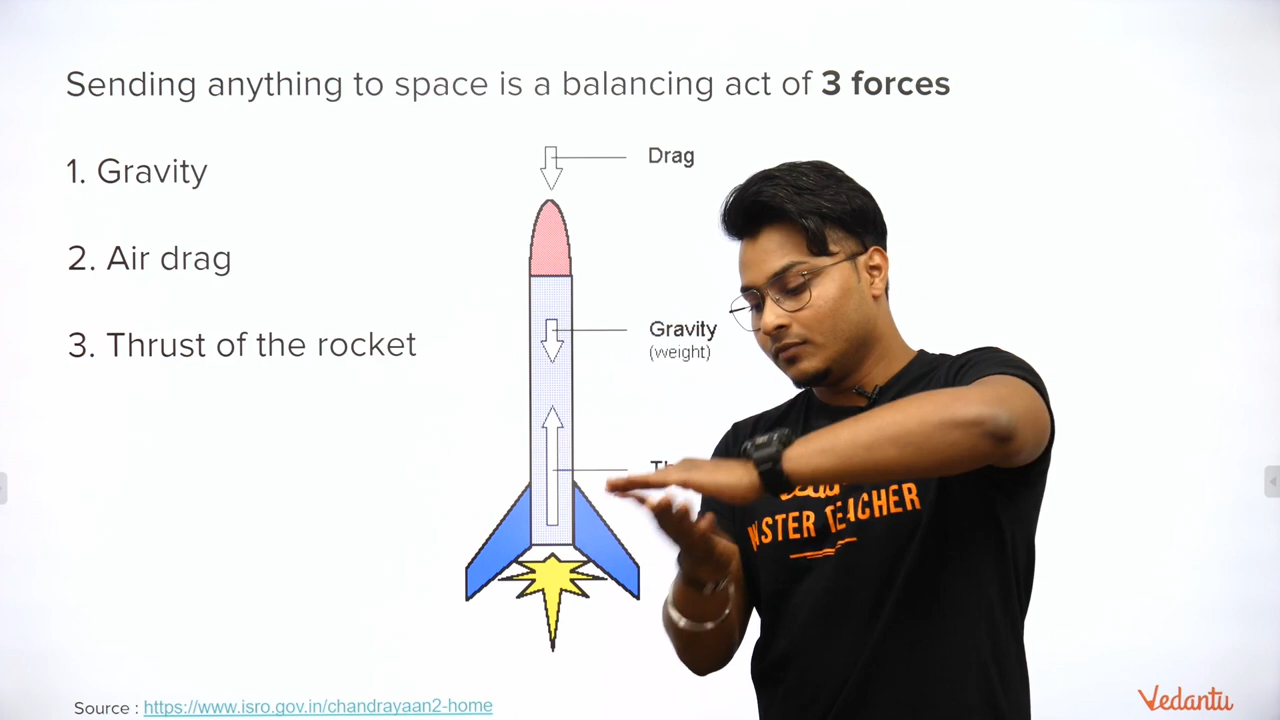 Sending anything to space is a balancing act of 3 forces
1. Gravity
2. Air drag
3. Thrust of the rocket
Drag
Gravity
(weight)
TEACHER
Source : https://www.isro.gov.in/chandrayaan2-home
Vedantu